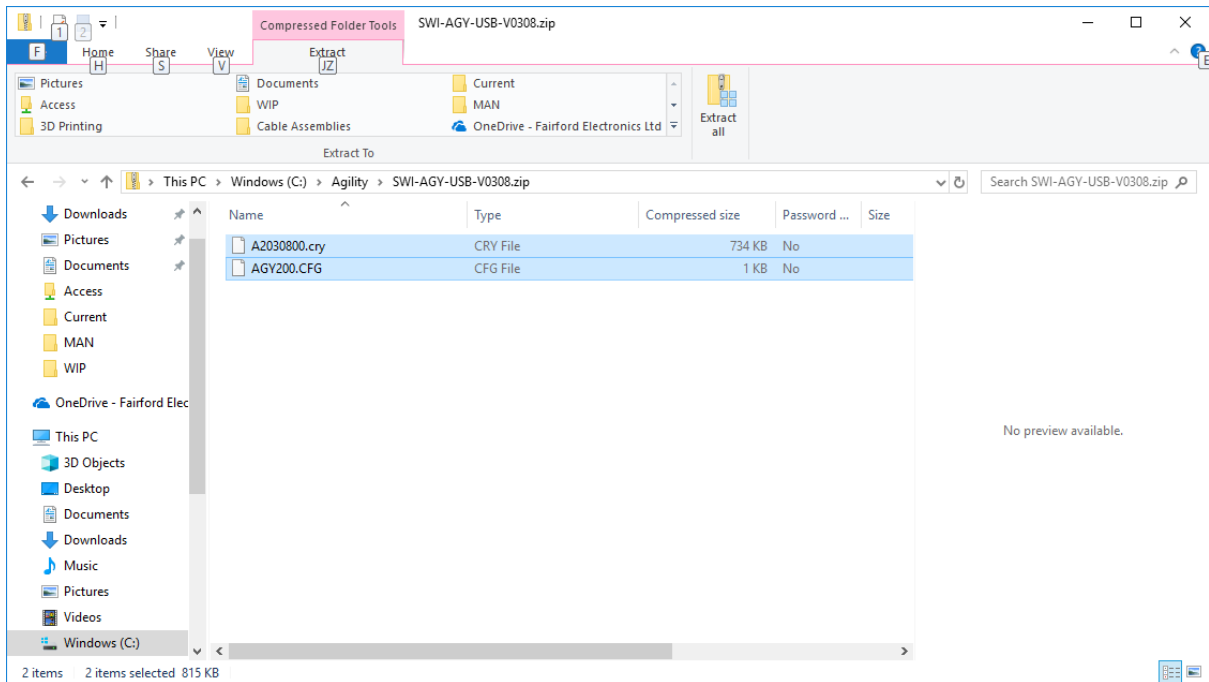 1 2 Compressed Folder Tools SWI-AGY-USB-V0308.zip
F Home Share View Extract
H S V JZ E
Pictures Documents Current
Access WIP MAN
3D Printing Cable Assemblies OneDrive - Fairford Electronics Ltd
Extract all
Extract To
This PC > Windows (C:) > Agility > SWI-AGY-USB-V0308.zip Search SWI-AGY-USB-V0308.zip
Name Type Compressed size Password ... Size
A2030800.cry CRY File 734 KB No
AGY200.CFG CFG File 1 KB No
Downloads
Pictures
Documents
Access
Current
MAN
WIP
OneDrive - Fairford Elec
This PC
3D Objects
Desktop
Documents
Downloads
Music
Pictures
Videos
Windows (C:)
No preview available.
2 items 2 items selected 815 KB